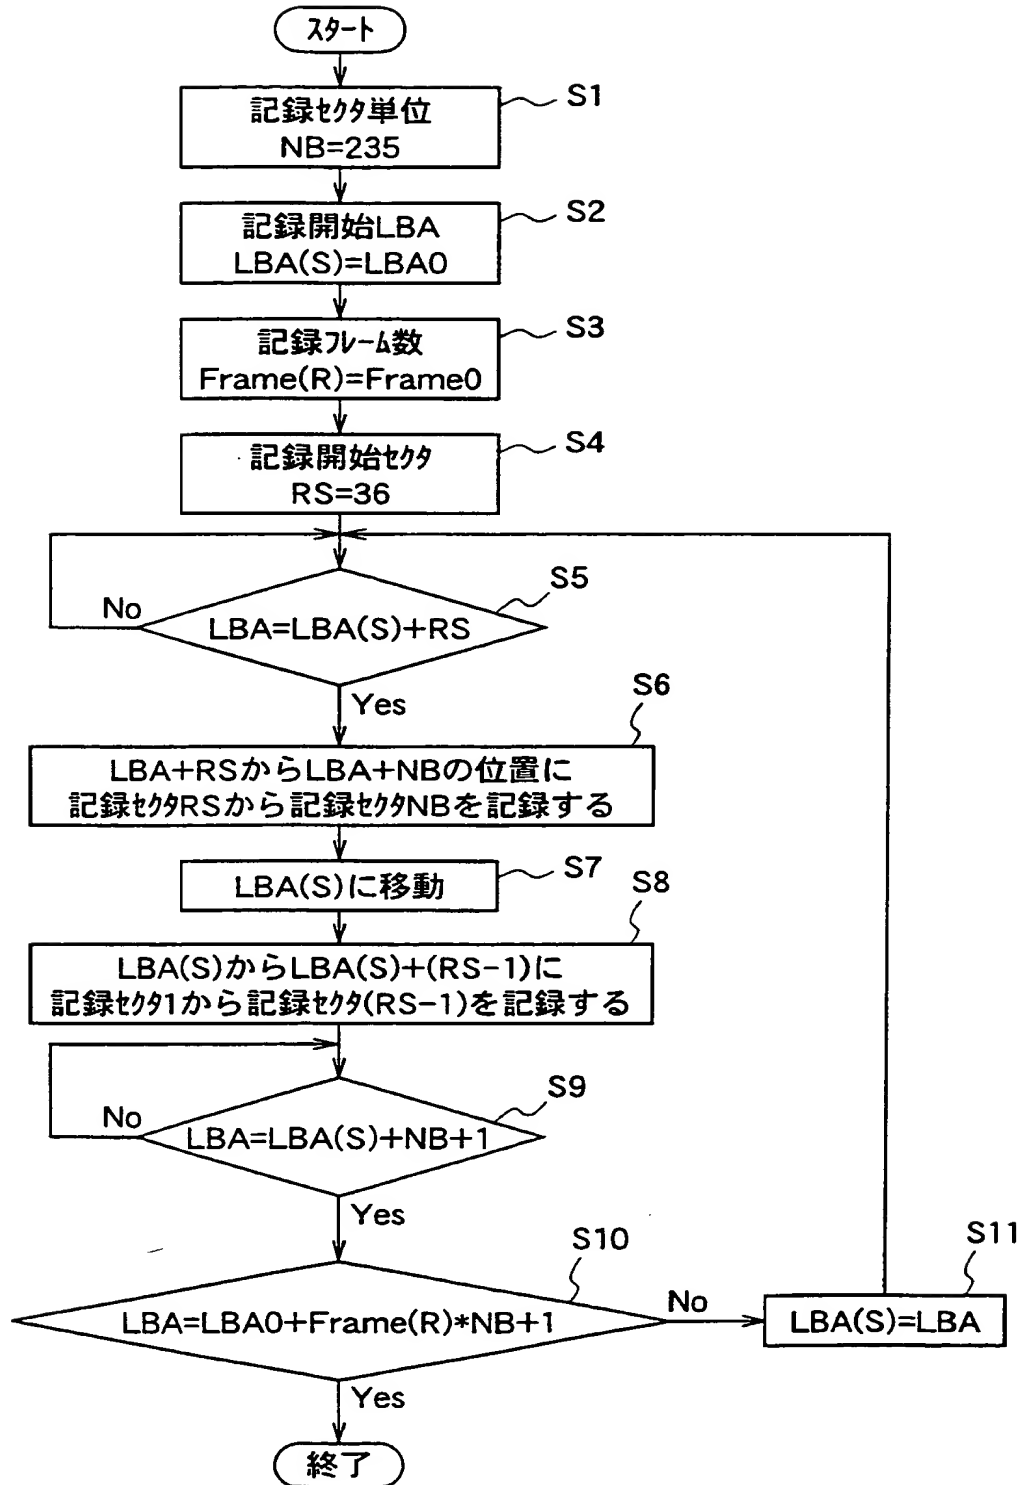 スタート
記録セクタ単位
NB=235
S1
記録開始LBA
LBA(S)=LBA0
S2
記録フレーム数
Frame(R)=Frame0
S3
記録開始セクタ
RS=36
S4
S5
No
LBA=LBA(S)+RS
Yes
S6
LBA+RSからLBA+NBの位置に
記録セクタRSから記録セクタNBを記録する
LBA(S)に移動
S7
S8
LBA(S)からLBA(S)+(RS-1)に
記録セクタ1から記録セクタ(RS-1)を記録する
S9
No
LBA=LBA(S)+NB+1
Yes
S10
LBA=LBA0+Frame(R)*NB+1
No
S11
LBA(S)=LBA
Yes
終了